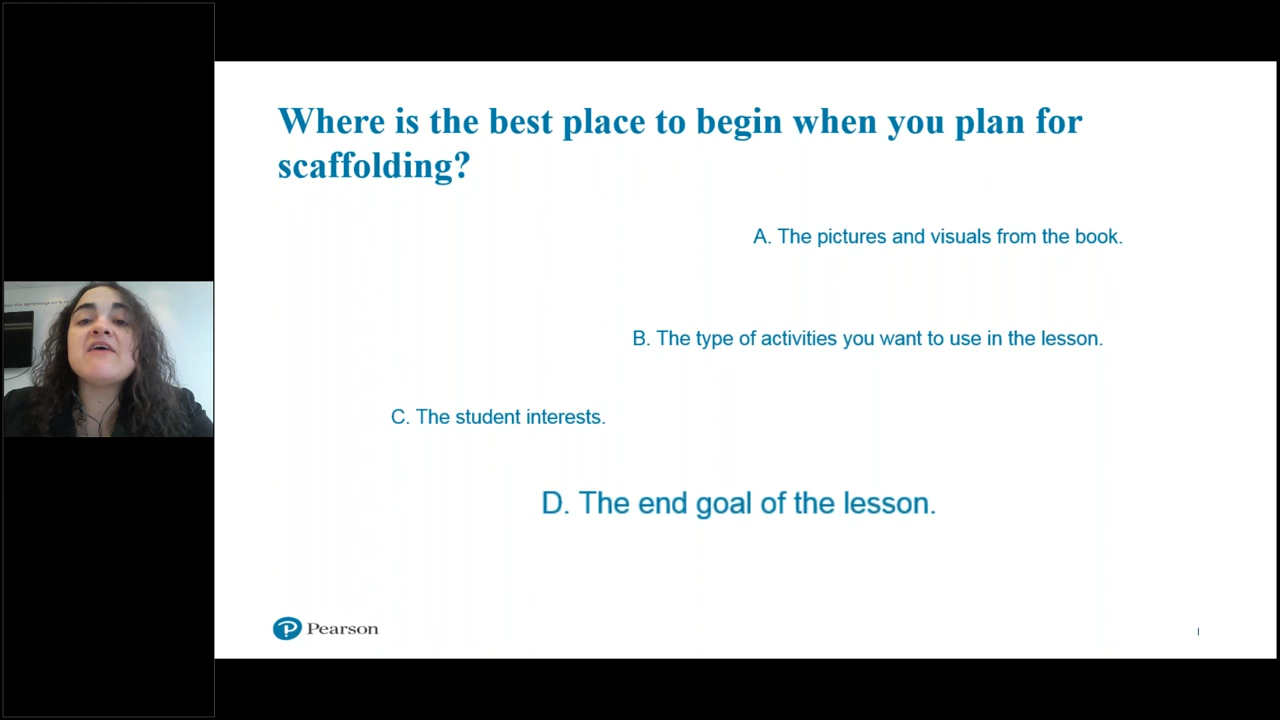 Where is the best place to begin when you plan for
scaffolding?
A. The pictures and visuals from the book.
B. The type of activities you want to use in the lesson.
C. The student interests.
D. The end goal of the lesson.
Pearson